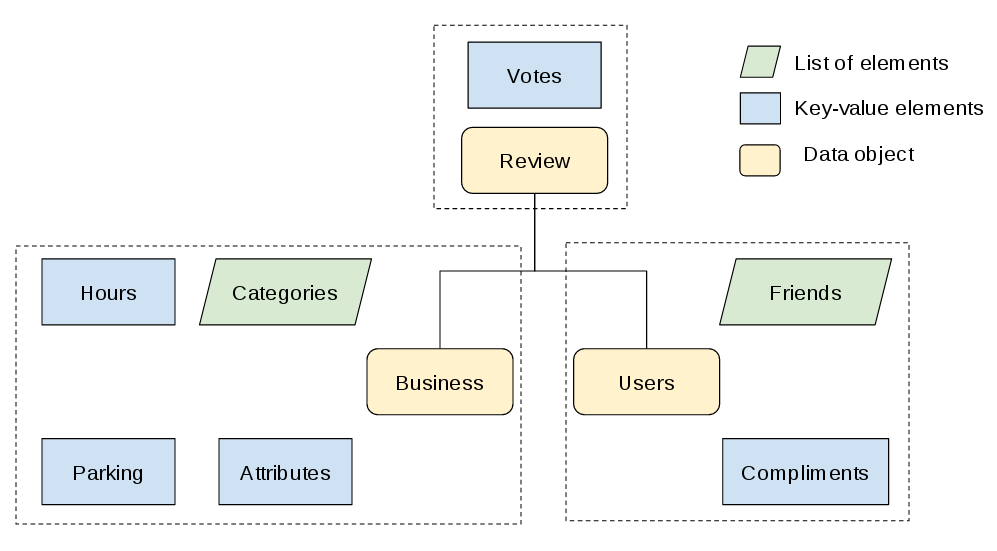 Votes
Review
List of elements
Key-value elements
Data object
Hours
Categories
Business
Parking
Attributes
Friends
Users
Compliments